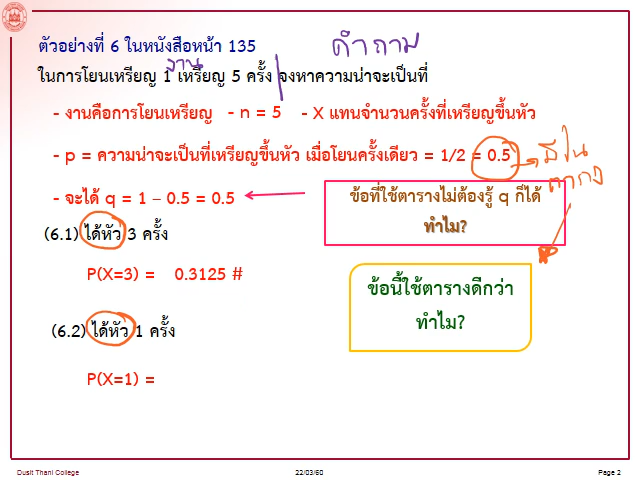 ตัวอย่างที่ 6 ในหนังสือหน้า 135
คำถาม
งาน
ในการโยนเหรียญ 1 เหรียญ 5 ครั้ง จงหาความน่าจะเป็นที่
- งานคือการโยนเหรียญ - n = 5 - X แทนจำนวนครั้งที่เหรียญขึ้นหัว
- p = ความน่าจะเป็นที่เหรียญขึ้นหัว เมื่อโยนครั้งเดียว = 1/2 = 0.5
มีใน
ตาราง
- จะได้ q = 1 – 0.5 = 0.5
ข้อที่ใช้ตารางไม่ต้องรู้ q ก็ได้
ทำไม?
(6.1) ได้หัว 3 ครั้ง
P(X=3) = 0.3125 #
ข้อนี้ใช้ตารางดีกว่า
ทำไม?
(6.2) ได้หัว 1 ครั้ง
P(X=1) =
Dusit Thani College 22/03/60 Page 2